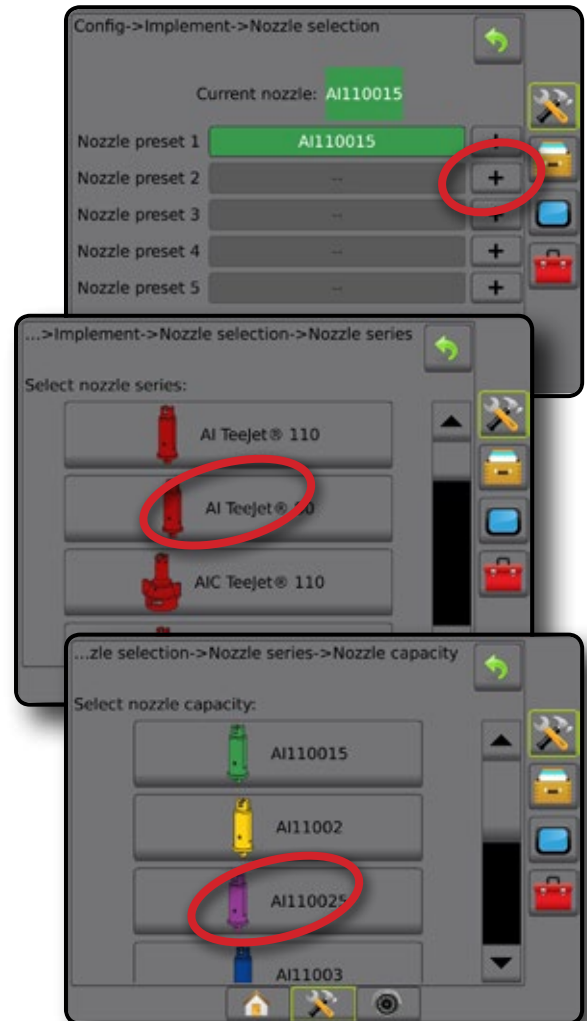 Config->Implement->Nozzle selection
Current nozzle: AI110015
Nozzle preset 1 AI110015 +
Nozzle preset 2 -- +
Nozzle preset 3 -- +
Nozzle preset 4 -- +
Nozzle preset 5 -- +
...>Implement->Nozzle selection->Nozzle series
Select nozzle series:
AI TeeJet® 110
AI TeeJet®
AIC TeeJet® 110
...zle selection->Nozzle series->Nozzle capacity
Select nozzle capacity:
AI110015
AI11002
AI110025
AI11003